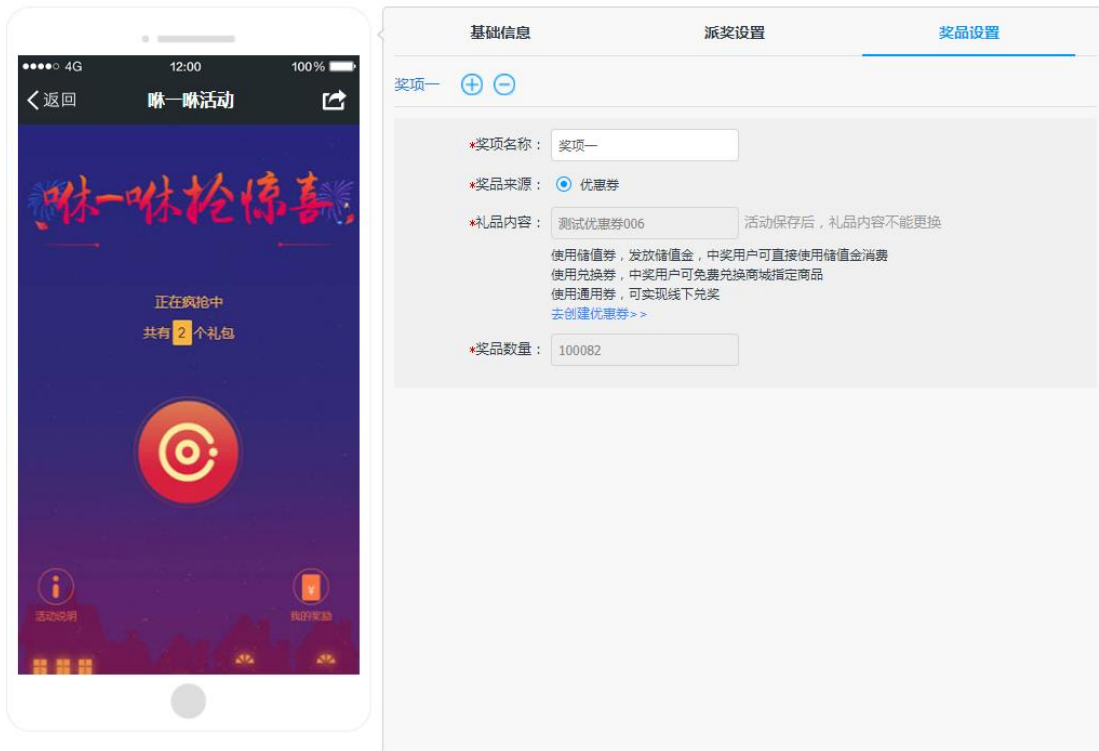 4G 12:00 100%
返回 咻一咻活动
咻一咻抢惊喜
正在疯抢中
共有 2 个礼包
活动说明 我的奖励
基础信息 派奖设置 奖品设置
奖项一
*奖项名称： 奖项一
*奖品来源： 优惠券
*礼品内容： 测试优惠券006 活动保存后，礼品内容不能更换
使用储值券，发放储值金，中奖用户可直接使用储值金消费
使用兑换券，中奖用户可免费兑换商城指定商品
使用通用券，可实现线下兑奖
去创建优惠券>>
*奖品数量： 100082